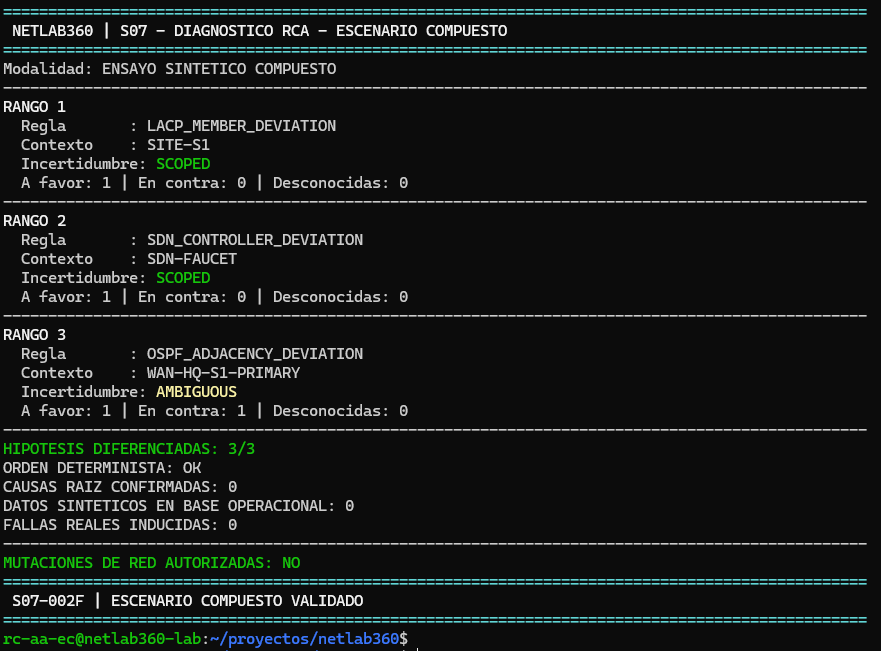 ================================================================================================
NETLAB360 | S07 - DIAGNOSTICO RCA - ESCENARIO COMPUESTO
================================================================================================
Modalidad: ENSAYO SINTETICO COMPUESTO
------------------------------------------------------------------------------------------------
RANGO 1
Regla       : LACP_MEMBER_DEVIATION
Contexto    : SITE-S1
Incertidumbre: SCOPED
A favor: 1 | En contra: 0 | Desconocidas: 0
------------------------------------------------------------------------------------------------
RANGO 2
Regla       : SDN_CONTROLLER_DEVIATION
Contexto    : SDN-FAUCET
Incertidumbre: SCOPED
A favor: 1 | En contra: 0 | Desconocidas: 0
------------------------------------------------------------------------------------------------
RANGO 3
Regla       : OSPF_ADJACENCY_DEVIATION
Contexto    : WAN-HQ-S1-PRIMARY
Incertidumbre: AMBIGUOUS
A favor: 1 | En contra: 1 | Desconocidas: 0
------------------------------------------------------------------------------------------------
HIPOTESIS DIFERENCIADAS: 3/3
ORDEN DETERMINISTA: OK
CAUSAS RAIZ CONFIRMADAS: 0
DATOS SINTETICOS EN BASE OPERACIONAL: 0
FALLAS REALES INDUCIDAS: 0
------------------------------------------------------------------------------------------------
MUTACIONES DE RED AUTORIZADAS: NO
================================================================================================
S07-002F | ESCENARIO COMPUESTO VALIDADO
================================================================================================
rc-aa-ec@netlab360-lab:~/proyectos/netlab360$